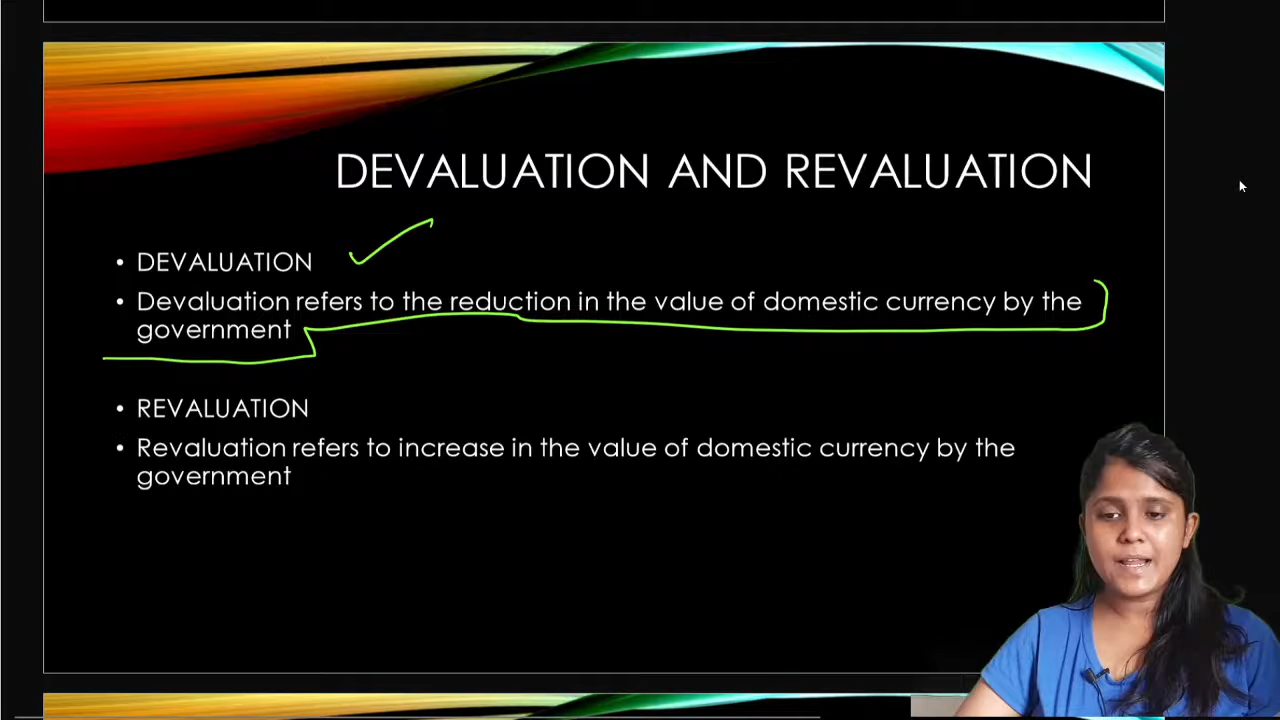 DEVALUATION AND REVALUATION
• DEVALUATION
• Devaluation refers to the reduction in the value of domestic currency by the
government
• REVALUATION
• Revaluation refers to increase in the value of domestic currency by the
government